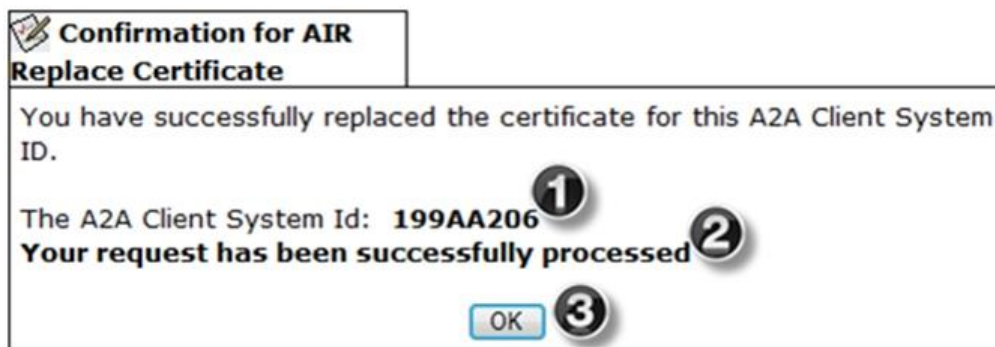 Confirmation for AIR
Replace Certificate
You have successfully replaced the certificate for this A2A Client System
ID.
The A2A Client System Id: 199AA206 1
Your request has been successfully processed 2
OK 3